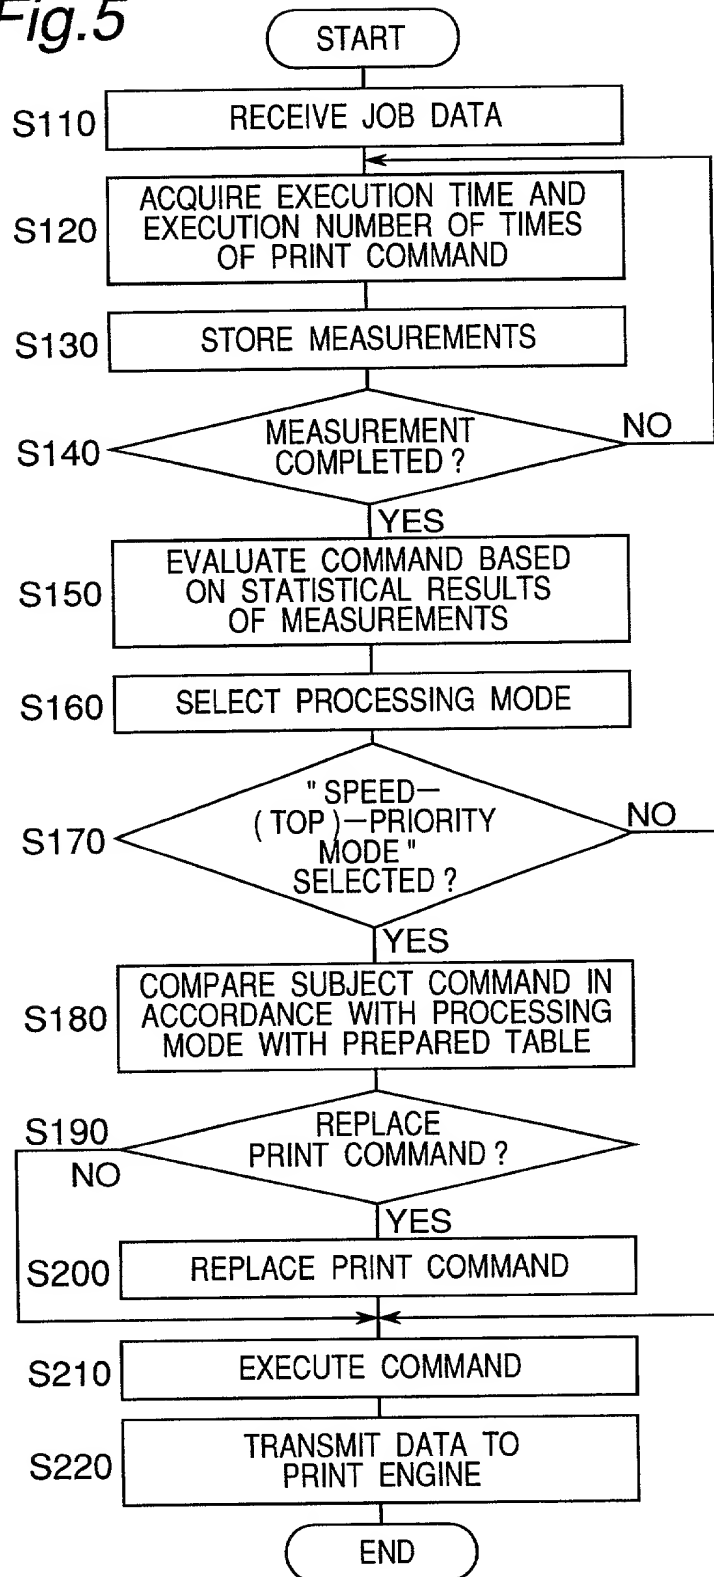 Fig.5
START
S110
RECEIVE JOB DATA
S120
ACQUIRE EXECUTION TIME AND
EXECUTION NUMBER OF TIMES
OF PRINT COMMAND
S130
STORE MEASUREMENTS
S140
MEASUREMENT
COMPLETED ?
NO
YES
S150
EVALUATE COMMAND BASED
ON STATISTICAL RESULTS
OF MEASUREMENTS
S160
SELECT PROCESSING MODE
S170
" SPEED—
( TOP )—PRIORITY
MODE "
SELECTED ?
NO
YES
S180
COMPARE SUBJECT COMMAND IN
ACCORDANCE WITH PROCESSING
MODE WITH PREPARED TABLE
S190
REPLACE
PRINT COMMAND ?
NO
YES
S200
REPLACE PRINT COMMAND
S210
EXECUTE COMMAND
S220
TRANSMIT DATA TO
PRINT ENGINE
END